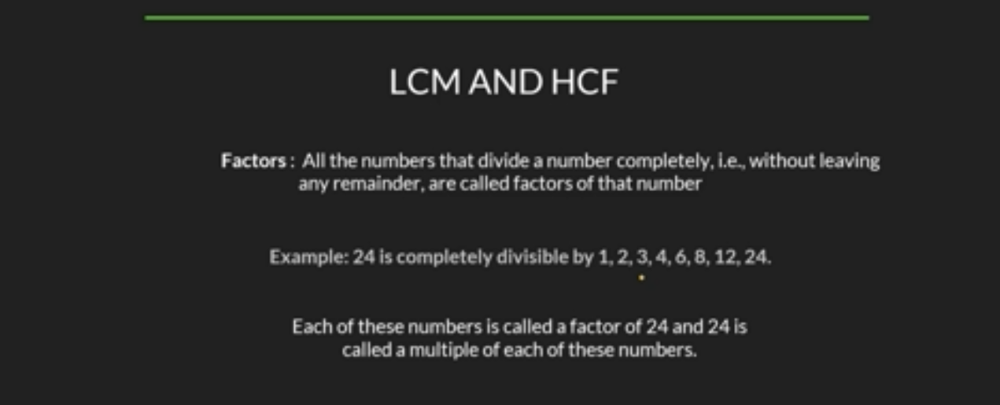 LCM AND HCF
Factors : All the numbers that divide a number completely, i.e., without leaving
any remainder, are called factors of that number
Example: 24 is completely divisible by 1, 2, 3, 4, 6, 8, 12, 24.
Each of these numbers is called a factor of 24 and 24 is
called a multiple of each of these numbers.